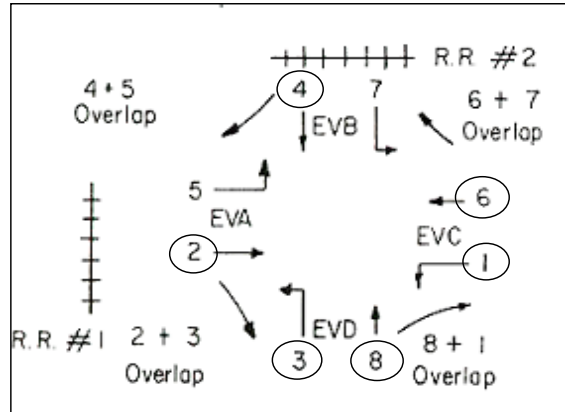 R.R. #2
4 7
4 + 5
Overlap
6 + 7
Overlap
EVB
5
6
EVA
EVC
2
1
R.R. #1
2 + 3
Overlap
EVD
3
8
8 + 1
Overlap